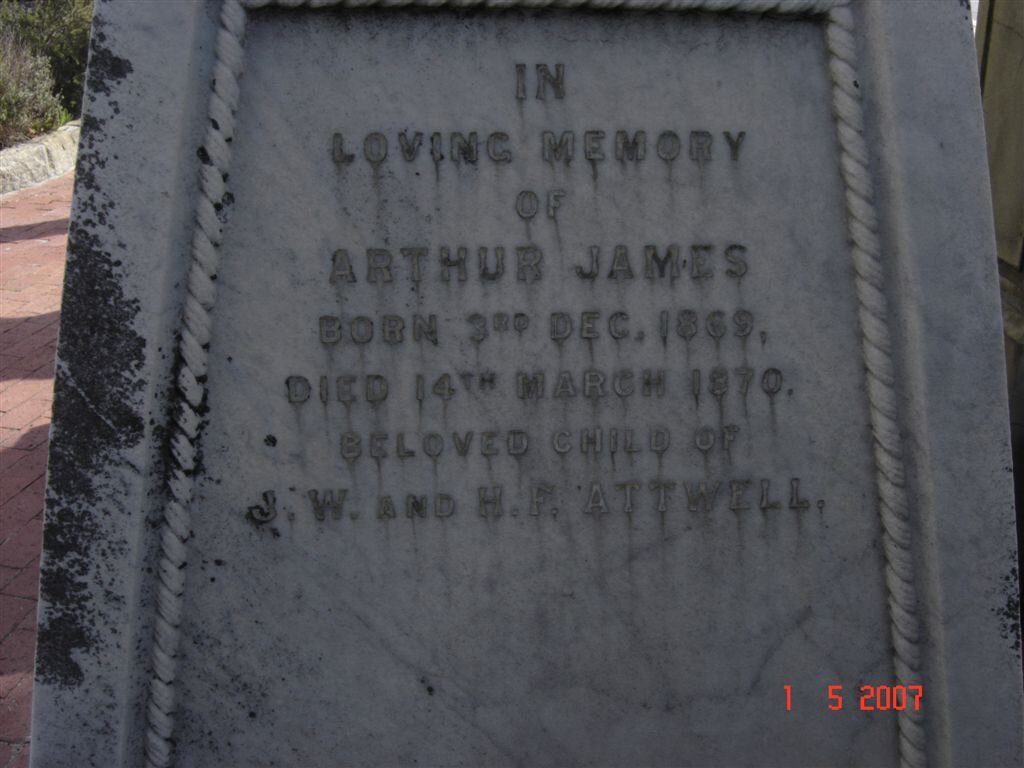 IN
LOVING MEMORY
OF
ARTHUR JAMES
BORN 3RD DEC. 1869,
DIED 14TH MARCH 1870.
BELOVED CHILD OF
J. W. AND H. F. ATTWELL.
1 5 2007